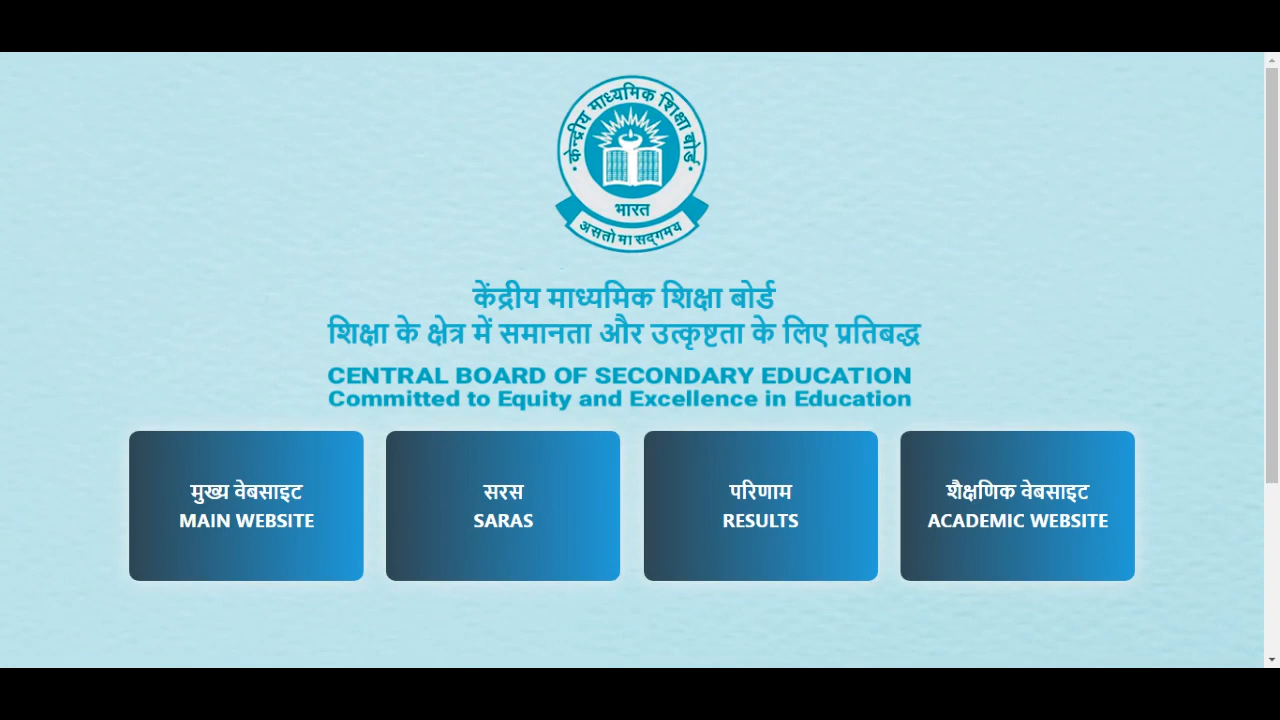 केन्द्रीय माध्यमिक शिक्षा बोर्ड
भारत
असतो मा सद्गमय
केंद्रीय माध्यमिक शिक्षा बोर्ड
शिक्षा के क्षेत्र में समानता और उत्कृष्टता के लिए प्रतिबद्ध
CENTRAL BOARD OF SECONDARY EDUCATION
Committed to Equity and Excellence in Education
मुख्य वेबसाइट
MAIN WEBSITE
सरस
SARAS
परिणाम
RESULTS
शैक्षणिक वेबसाइट
ACADEMIC WEBSITE